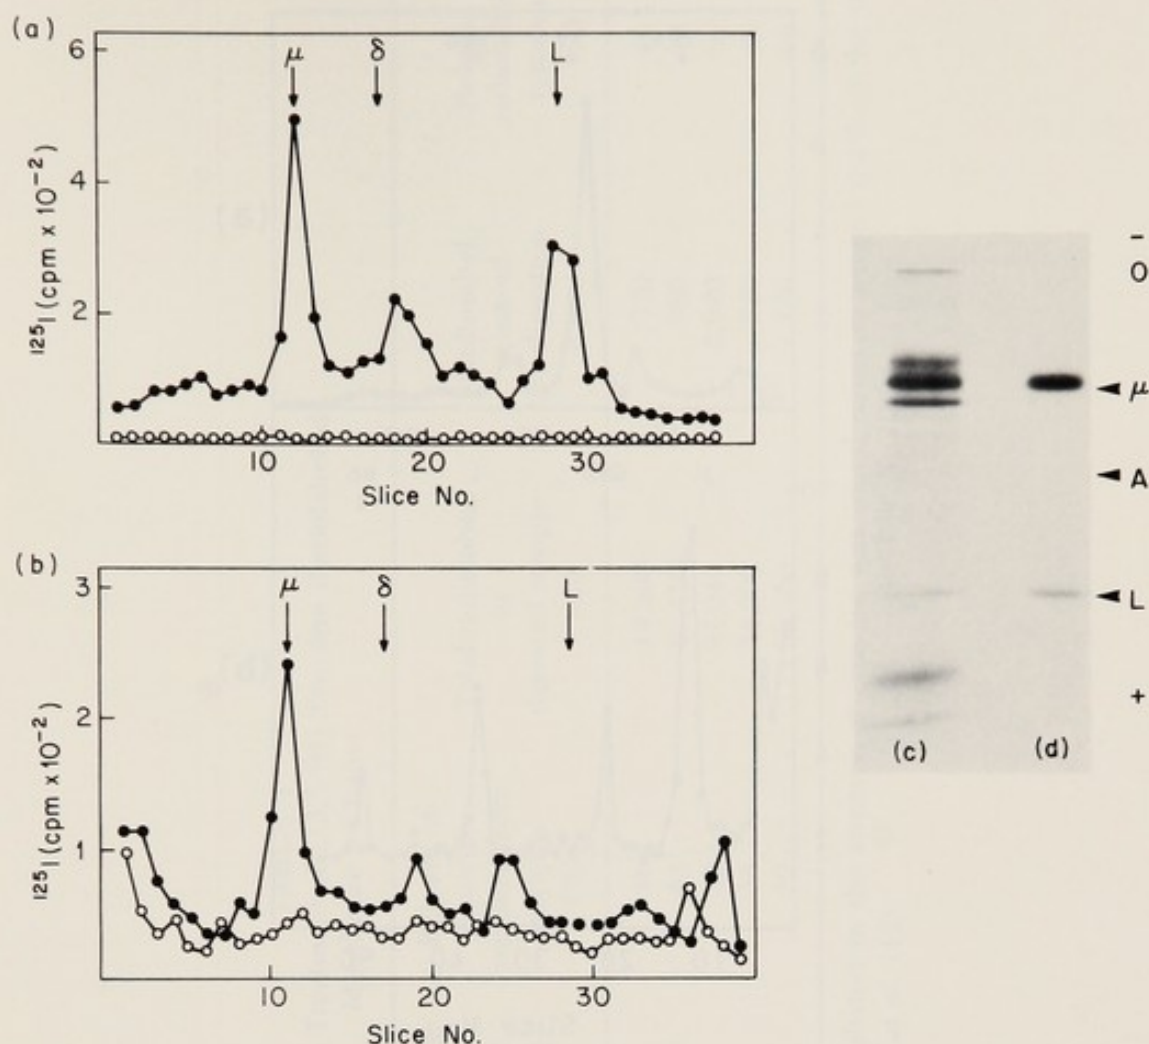 (a)
6
4
2
¹²⁵I (cpm x 10⁻²)
μ δ L
10 20 30
Slice No.
(b)
3
2
1
¹²⁵I (cpm x 10⁻²)
μ δ L
10 20 30
Slice No.
-
O
μ
A
L
+
(c) (d)